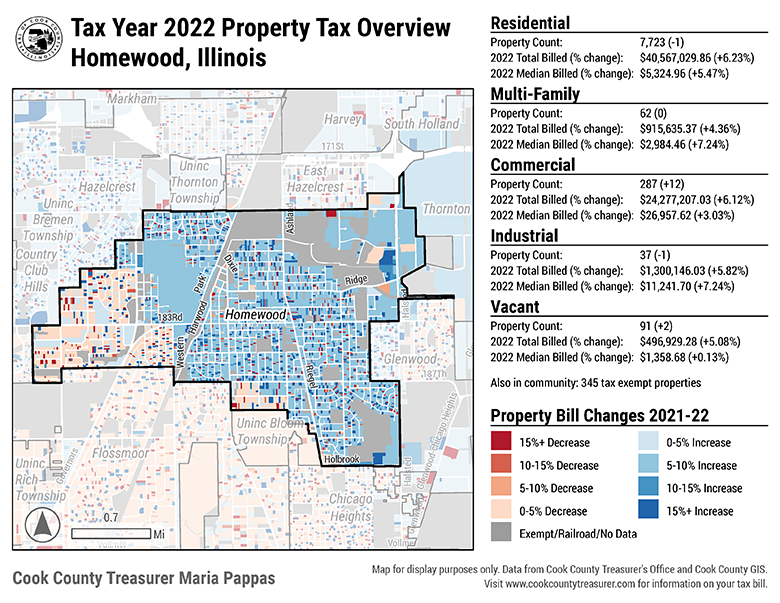 Tax Year 2022 Property Tax Overview
Homewood, Illinois
Residential
Property Count: 7,723 (-1)
2022 Total Billed (% change): $40,567,029.86 (+6.23%)
2022 Median Billed (% change): $5,324.96 (+5.47%)
Multi-Family
Property Count: 62 (0)
2022 Total Billed (% change): $915,635.37 (+4.36%)
2022 Median Billed (% change): $2,984.46 (+7.24%)
Commercial
Property Count: 287 (+12)
2022 Total Billed (% change): $24,277,207.03 (+6.12%)
2022 Median Billed (% change): $26,957.62 (+3.03%)
Industrial
Property Count: 37 (-1)
2022 Total Billed (% change): $1,300,146.03 (+5.82%)
2022 Median Billed (% change): $11,241.70 (+7.24%)
Vacant
Property Count: 91 (+2)
2022 Total Billed (% change): $496,929.28 (+5.08%)
2022 Median Billed (% change): $1,358.68 (+0.13%)
Also in community: 345 tax exempt properties
Property Bill Changes 2021-22
15%+ Decrease
10-15% Decrease
5-10% Decrease
0-5% Decrease
0-5% Increase
5-10% Increase
10-15% Increase
15%+ Increase
Exempt/Railroad/No Data
Markham
Harvey
South Holland
171St
Uninc
Thornton
Township
East
Hazelcrest
Hazelcrest
Uninc
Bremen
Township
Thornton
Ashland
Country
Club
Hills
Dixie
Park
Ridge
Halsted
183Rd
Harwood
Homewood
Western
Riegel
Glenwood
187Th
Uninc Bloom
Township
Flossmoor
Governors
Holbrook
Uninc
Rich
Township
Chicago
Heights
Halsted
Glenwood-Chicago Heights
Vollmer
Vollmer
0.7
Mi
Cook County Treasurer Maria Pappas
Map for display purposes only. Data from Cook County Treasurer's Office and Cook County GIS.
Visit www.cookcountytreasurer.com for information on your tax bill.